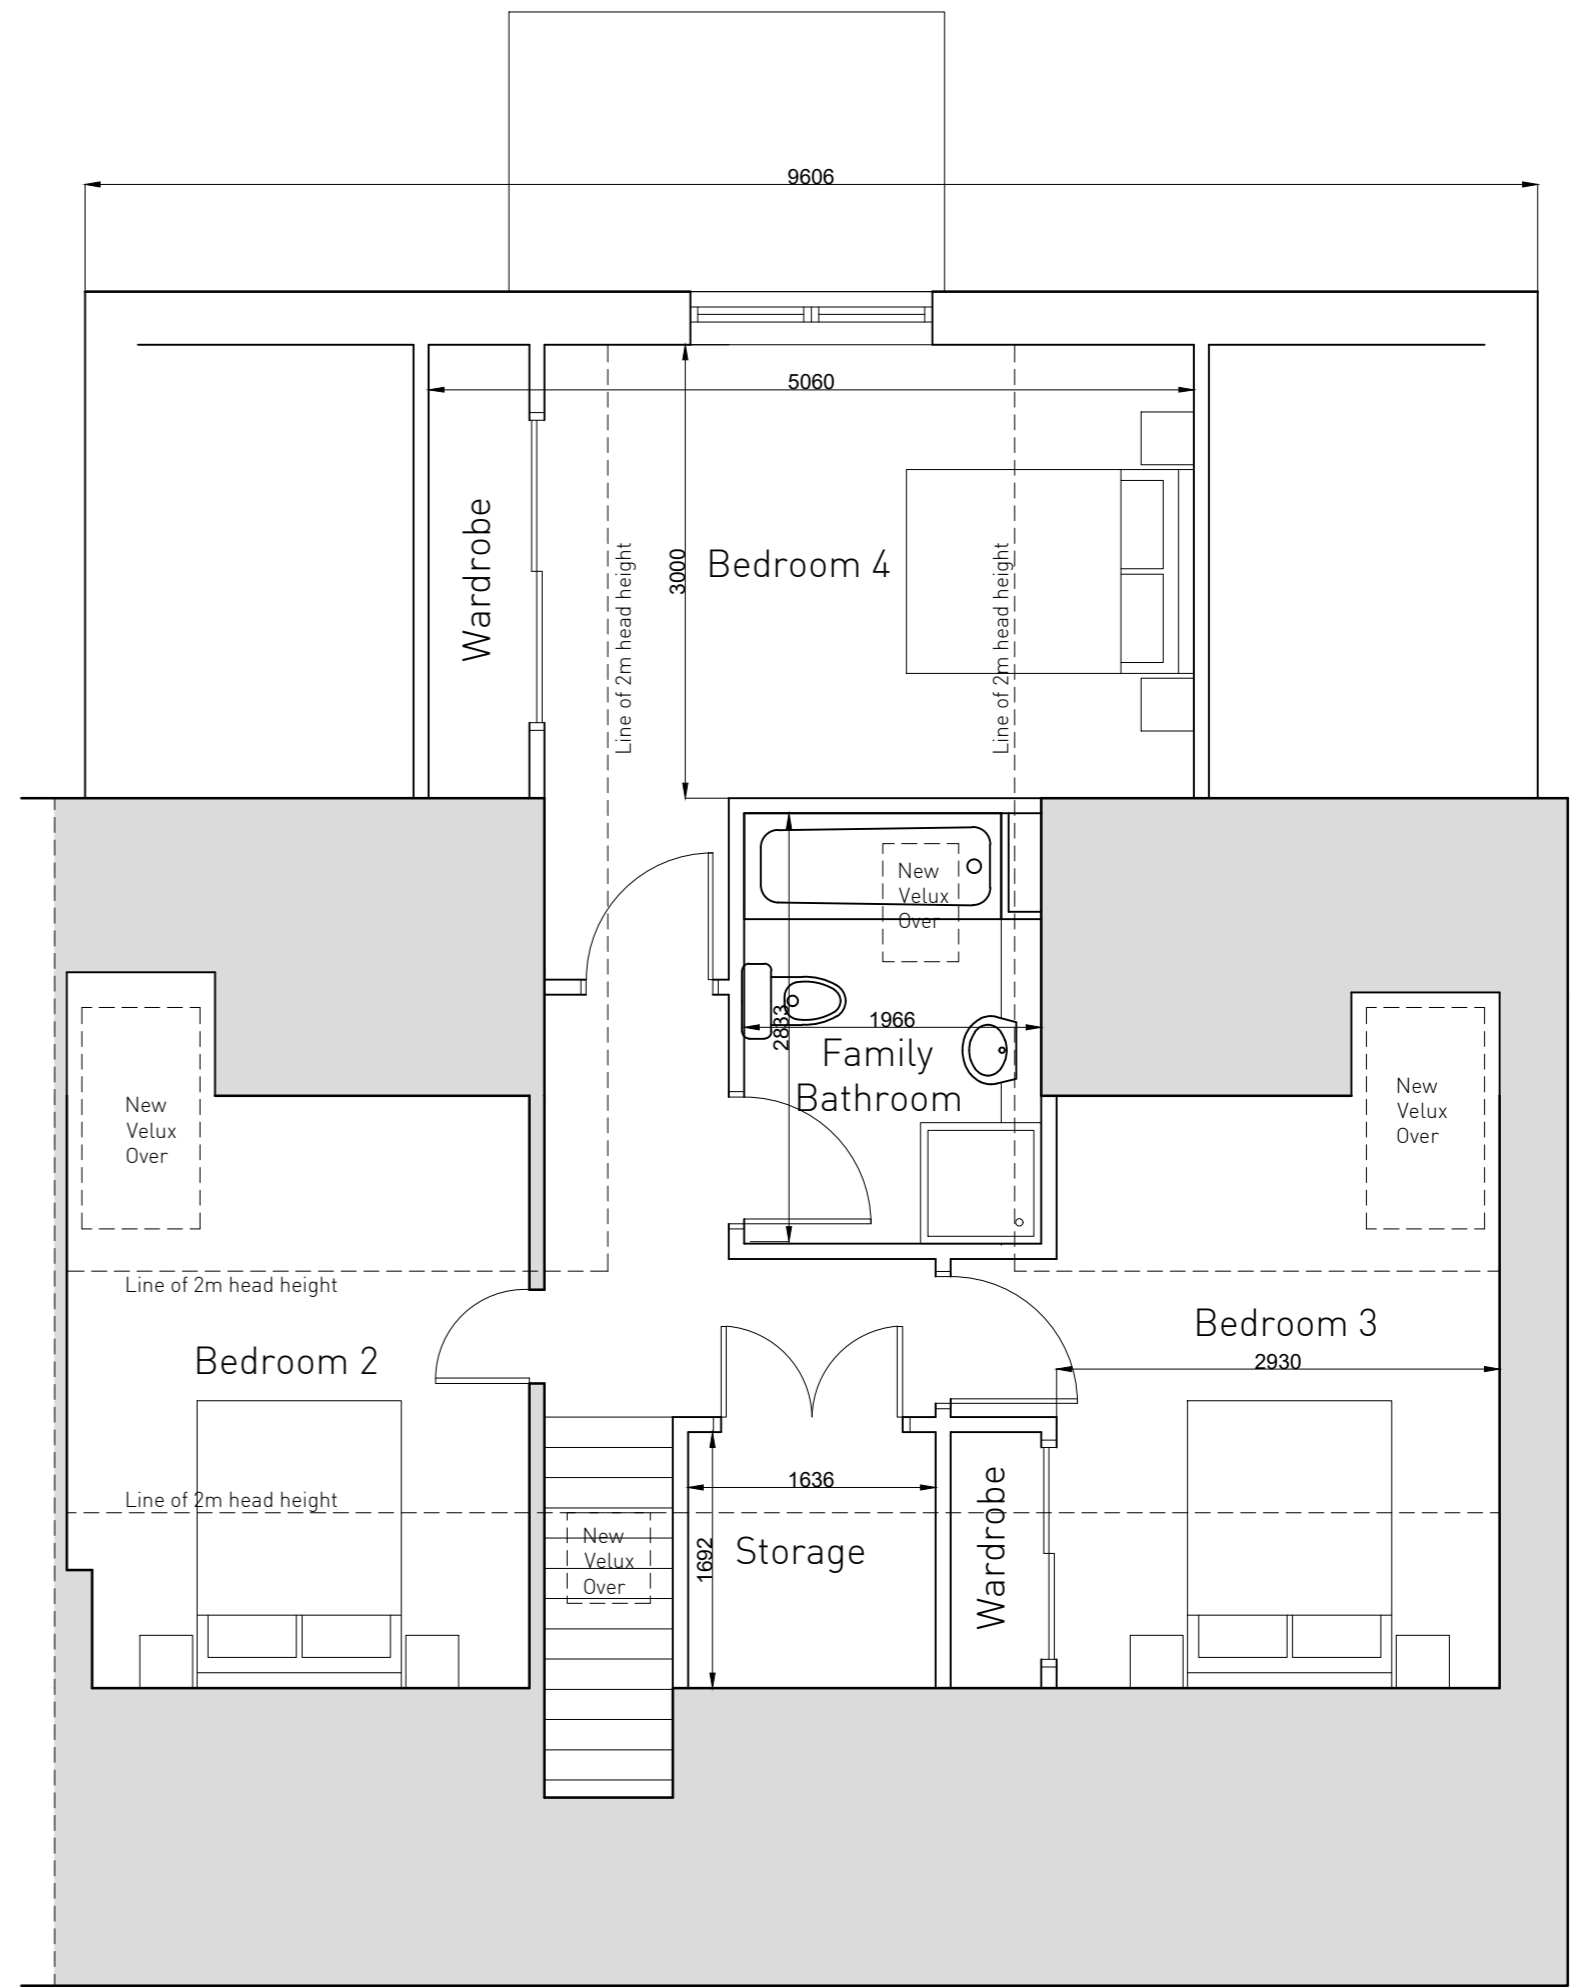 9606
5060
Wardrobe
Line of 2m head height
3000
Bedroom 4
Line of 2m head height
New
Velux
Over
2833
1966
Family
Bathroom
New
Velux
Over
New
Velux
Over
Line of 2m head height
Bedroom 2
Bedroom 3
2930
Line of 2m head height
New
Velux
Over
1636
1692
Storage
Wardrobe